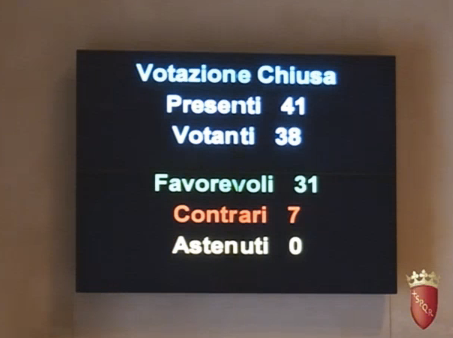 Votazione Chiusa
Presenti 41
Votanti 38
Favorevoli 31
Contrari 7
Astenuti 0